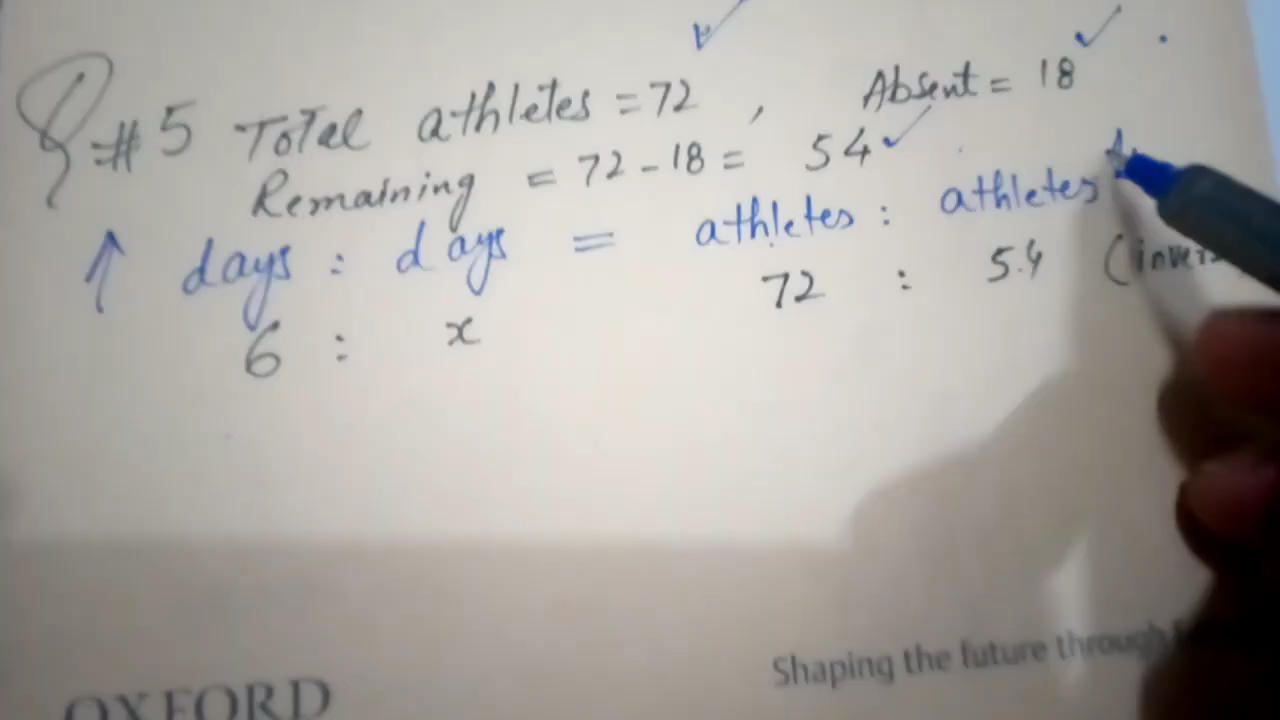 Q#5 Total athletes = 72 , Absent = 18
Remaining = 72 - 18 = 54
↑ days : days = athletes : athletes
6 : x 72 : 54
OXFORD
Shaping the future through